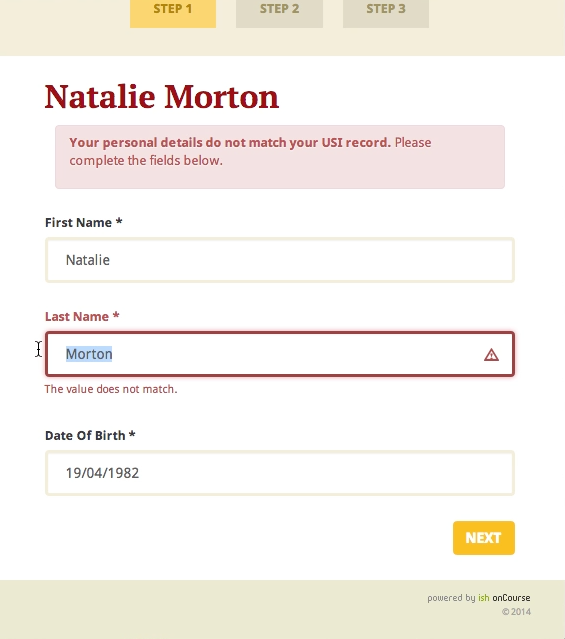 STEP 1 STEP 2 STEP 3
Natalie Morton
Your personal details do not match your USI record. Please
complete the fields below.
First Name *
Natalie
Last Name *
Morton
The value does not match.
Date Of Birth *
19/04/1982
NEXT
powered by ish onCourse
© 2014